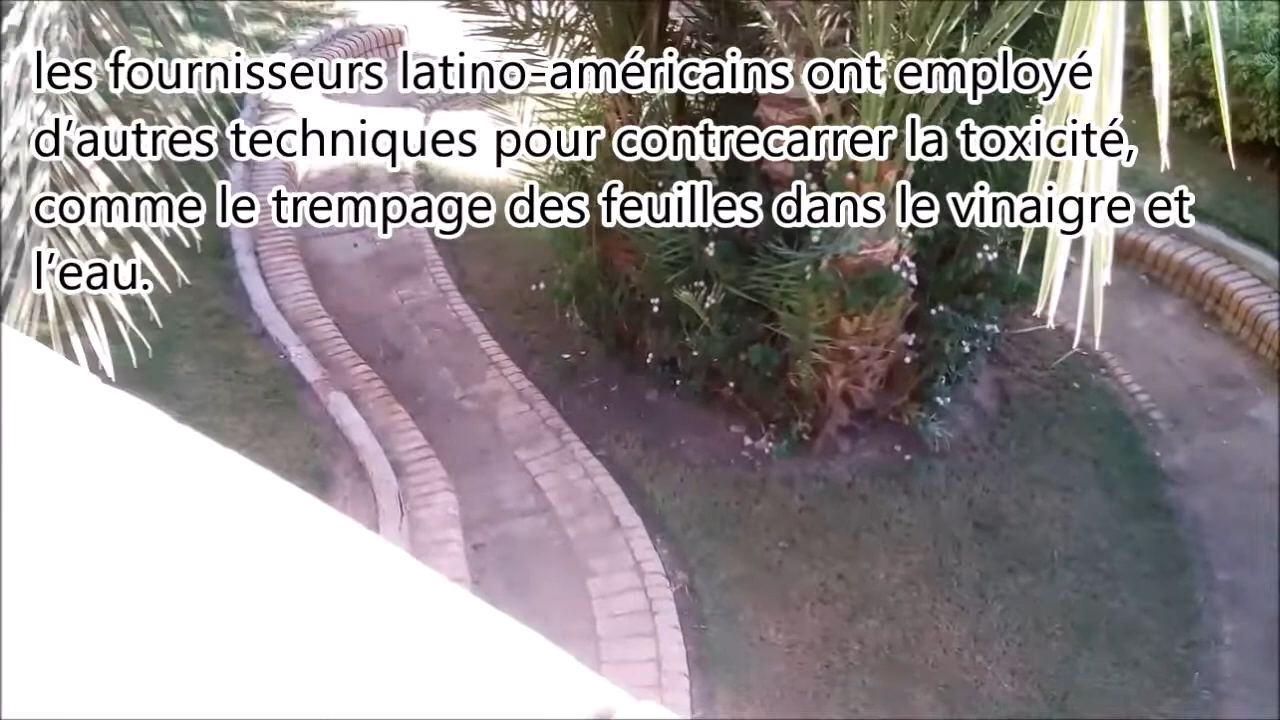 les fournisseurs latino-américains ont employé
d’autres techniques pour contrecarrer la toxicité,
comme le trempage des feuilles dans le vinaigre et
l’eau.